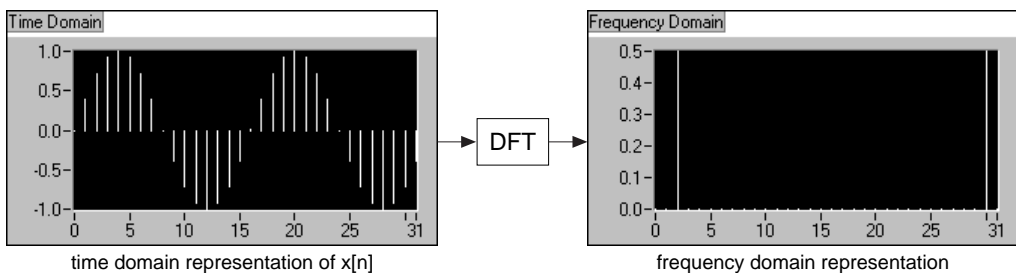 Time Domain
1.0
0.5
0.0
-0.5
-1.0
0 5 10 15 20 25 31
time domain representation of x[n]
DFT
Frequency Domain
0.5
0.4
0.3
0.2
0.1
0.0
0 5 10 15 20 25 31
frequency domain representation